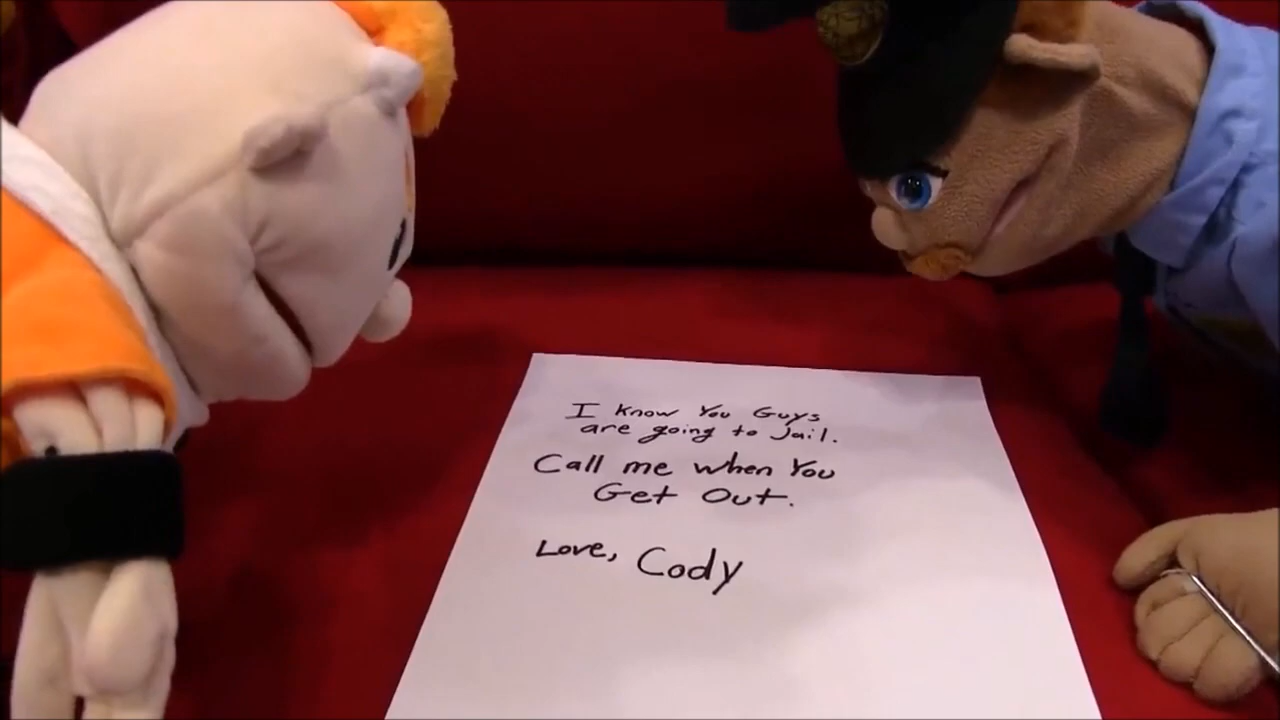 I know You Guys
are going to Jail.
Call me when You
Get Out.
Love, Cody